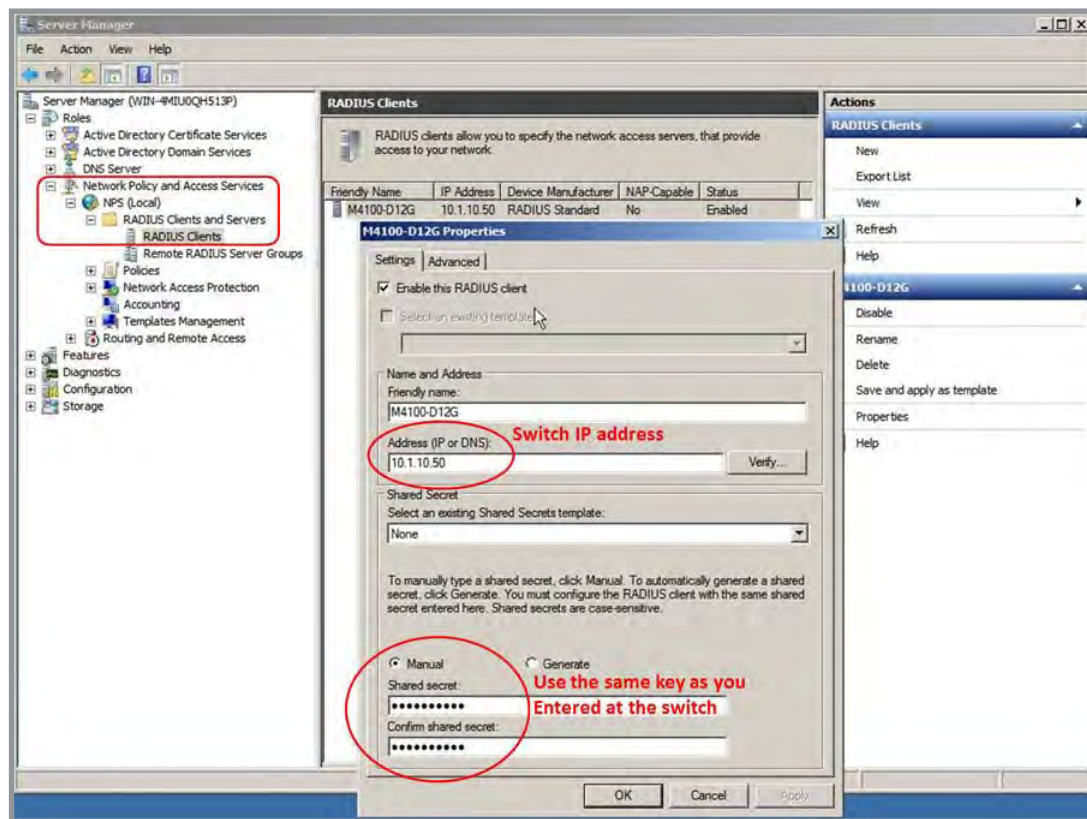 Server Manager
File Action View Help
Server Manager (WIN-4MIU0QH513P)
Roles
Active Directory Certificate Services
Active Directory Domain Services
DNS Server
Network Policy and Access Services
NPS (Local)
RADIUS Clients and Servers
RADIUS Clients
Remote RADIUS Server Groups
Policies
Network Access Protection
Accounting
Templates Management
Routing and Remote Access
Features
Diagnostics
Configuration
Storage
RADIUS Clients
RADIUS clients allow you to specify the network access servers, that provide
access to your network.
Friendly Name IP Address Device Manufacturer NAP-Capable Status
M4100-D12G 10.1.10.50 RADIUS Standard No Enabled
M4100-D12G Properties
Settings Advanced
Enable this RADIUS client
Select an existing template:
Name and Address
Friendly name:
M4100-D12G
Address (IP or DNS):
Switch IP address
10.1.10.50 Verify...
Shared Secret
Select an existing Shared Secrets template:
None
To manually type a shared secret, click Manual. To automatically generate a shared
secret, click Generate. You must configure the RADIUS client with the same shared
secret entered here. Shared secrets are case-sensitive.
Manual Generate
Shared secret:
Use the same key as you
Entered at the switch
●●●●●●●●●●
Confirm shared secret:
●●●●●●●●●●
OK Cancel Apply
Actions
RADIUS Clients
New
Export List
View
Refresh
Help
4100-D12G
Disable
Rename
Delete
Save and apply as template
Properties
Help